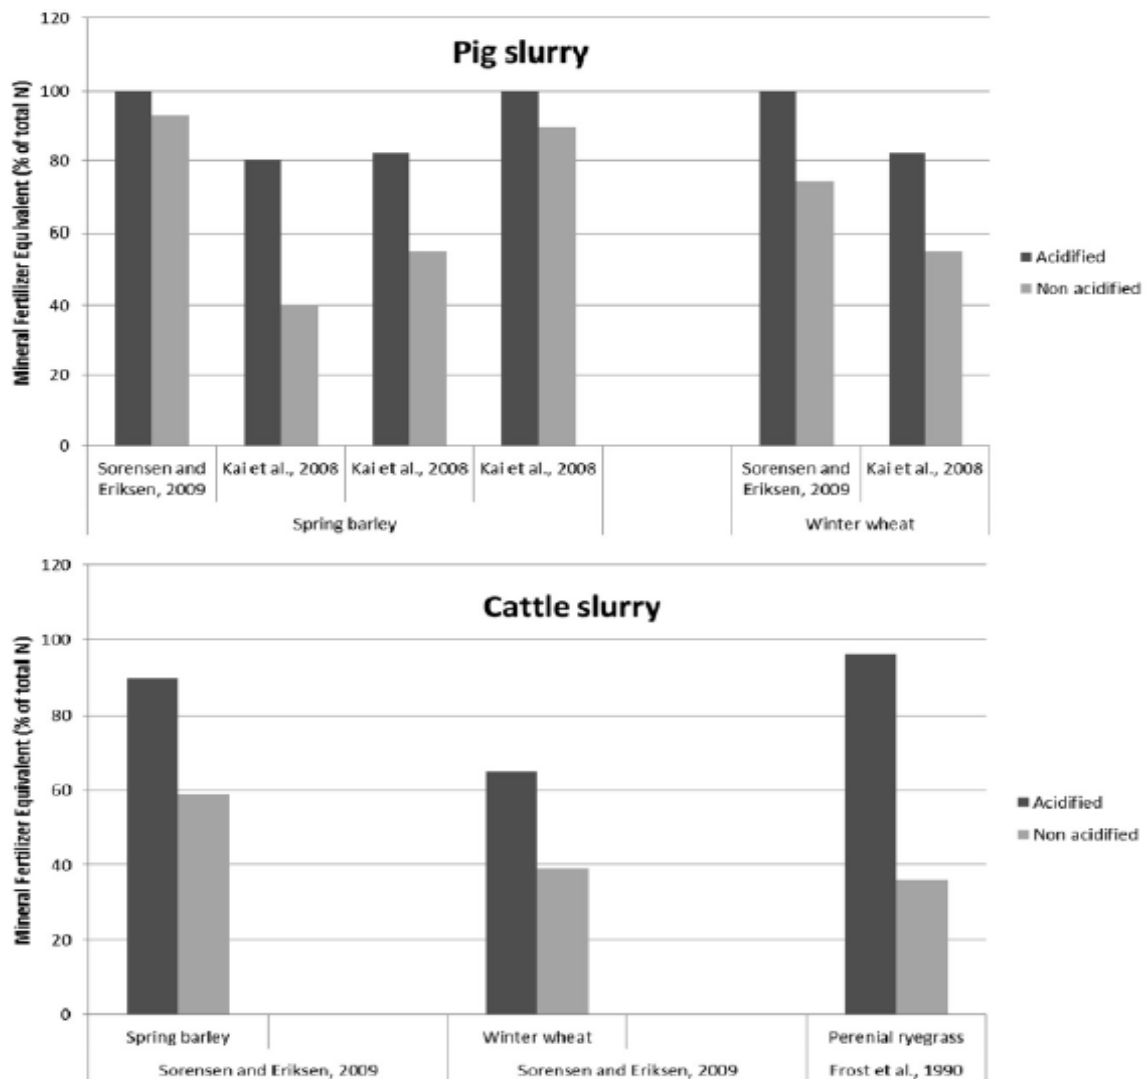 Pig slurry
Mineral Fertilizer Equivalent (% of total N)
120
100
80
60
40
20
0
Sorensen and
Eriksen, 2009
Kai et al., 2008
Kai et al., 2008
Kai et al., 2008
Sorensen and
Eriksen, 2009
Kai et al., 2008
Spring barley
Winter wheat
Acidified
Non acidified
Cattle slurry
Mineral Fertilizer Equivalent (% of total N)
120
100
80
60
40
20
0
Spring barley
Winter wheat
Perenial ryegrass
Sorensen and Eriksen, 2009
Sorensen and Eriksen, 2009
Frost et al., 1990
Acidified
Non acidified